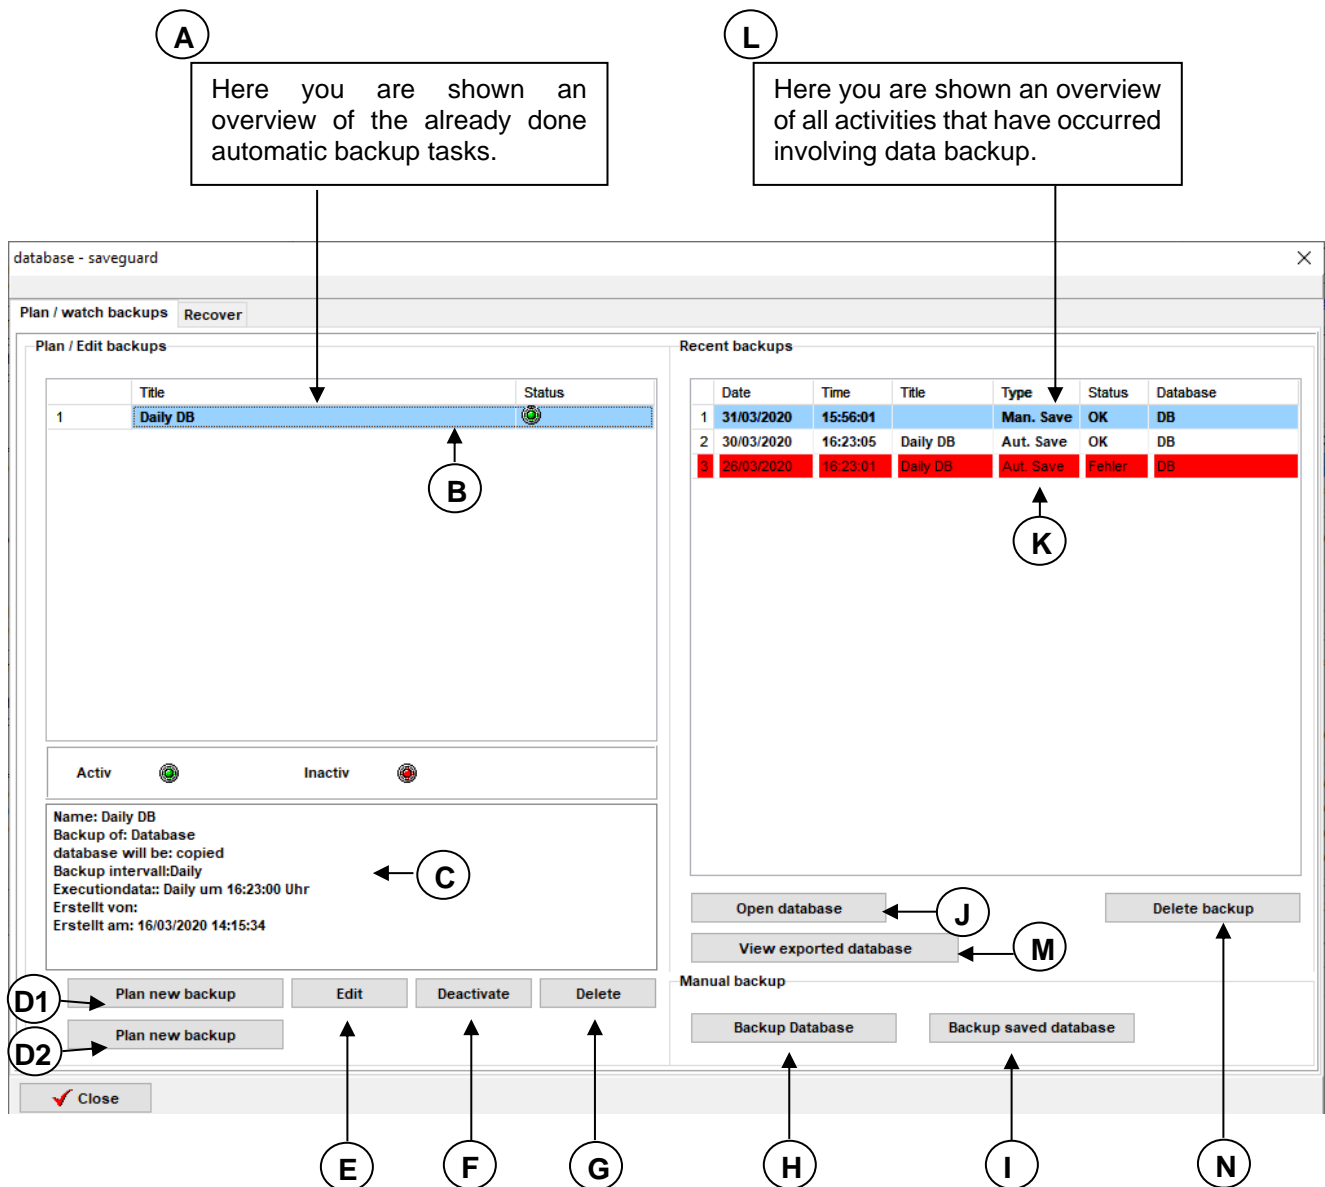 A
L
Here you are shown an
overview of the already done
automatic backup tasks.
Here you are shown an overview
of all activities that have occurred
involving data backup.
database - saveguard
Plan / watch backups Recover
Plan / Edit backups
Title Status
1 Daily DB
B
Activ Inactiv
Name: Daily DB
Backup of: Database
database will be: copied
Backup intervall:Daily
Executiondata:: Daily um 16:23:00 Uhr
Erstellt von:
Erstellt am: 16/03/2020 14:15:34
C
D1 Plan new backup Edit Deactivate Delete
D2 Plan new backup
Recent backups
Date Time Title Type Status Database
1 31/03/2020 15:56:01 Man. Save OK DB
2 30/03/2020 16:23:05 Daily DB Aut. Save OK DB
3 26/03/2020 16:23:01 Daily DB Aut. Save Fehler DB
K
Open database J Delete backup
View exported database M
Manual backup
Backup Database Backup saved database
Close
E F G H I N